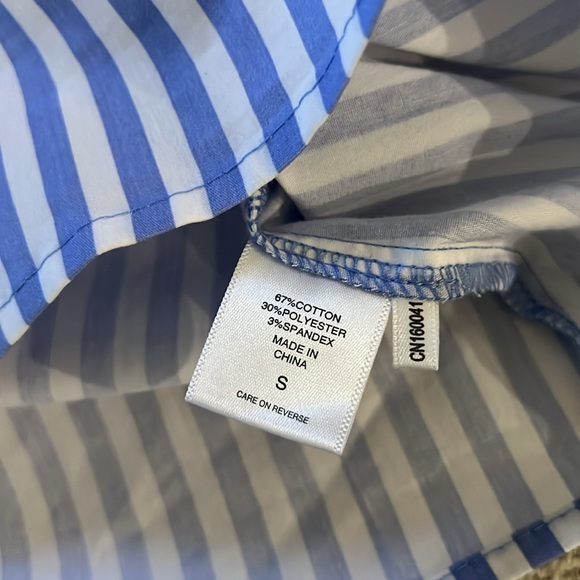 67%COTTON
30%POLYESTER
3%SPANDEX
MADE IN
CHINA
S
CARE ON REVERSE
CN160041